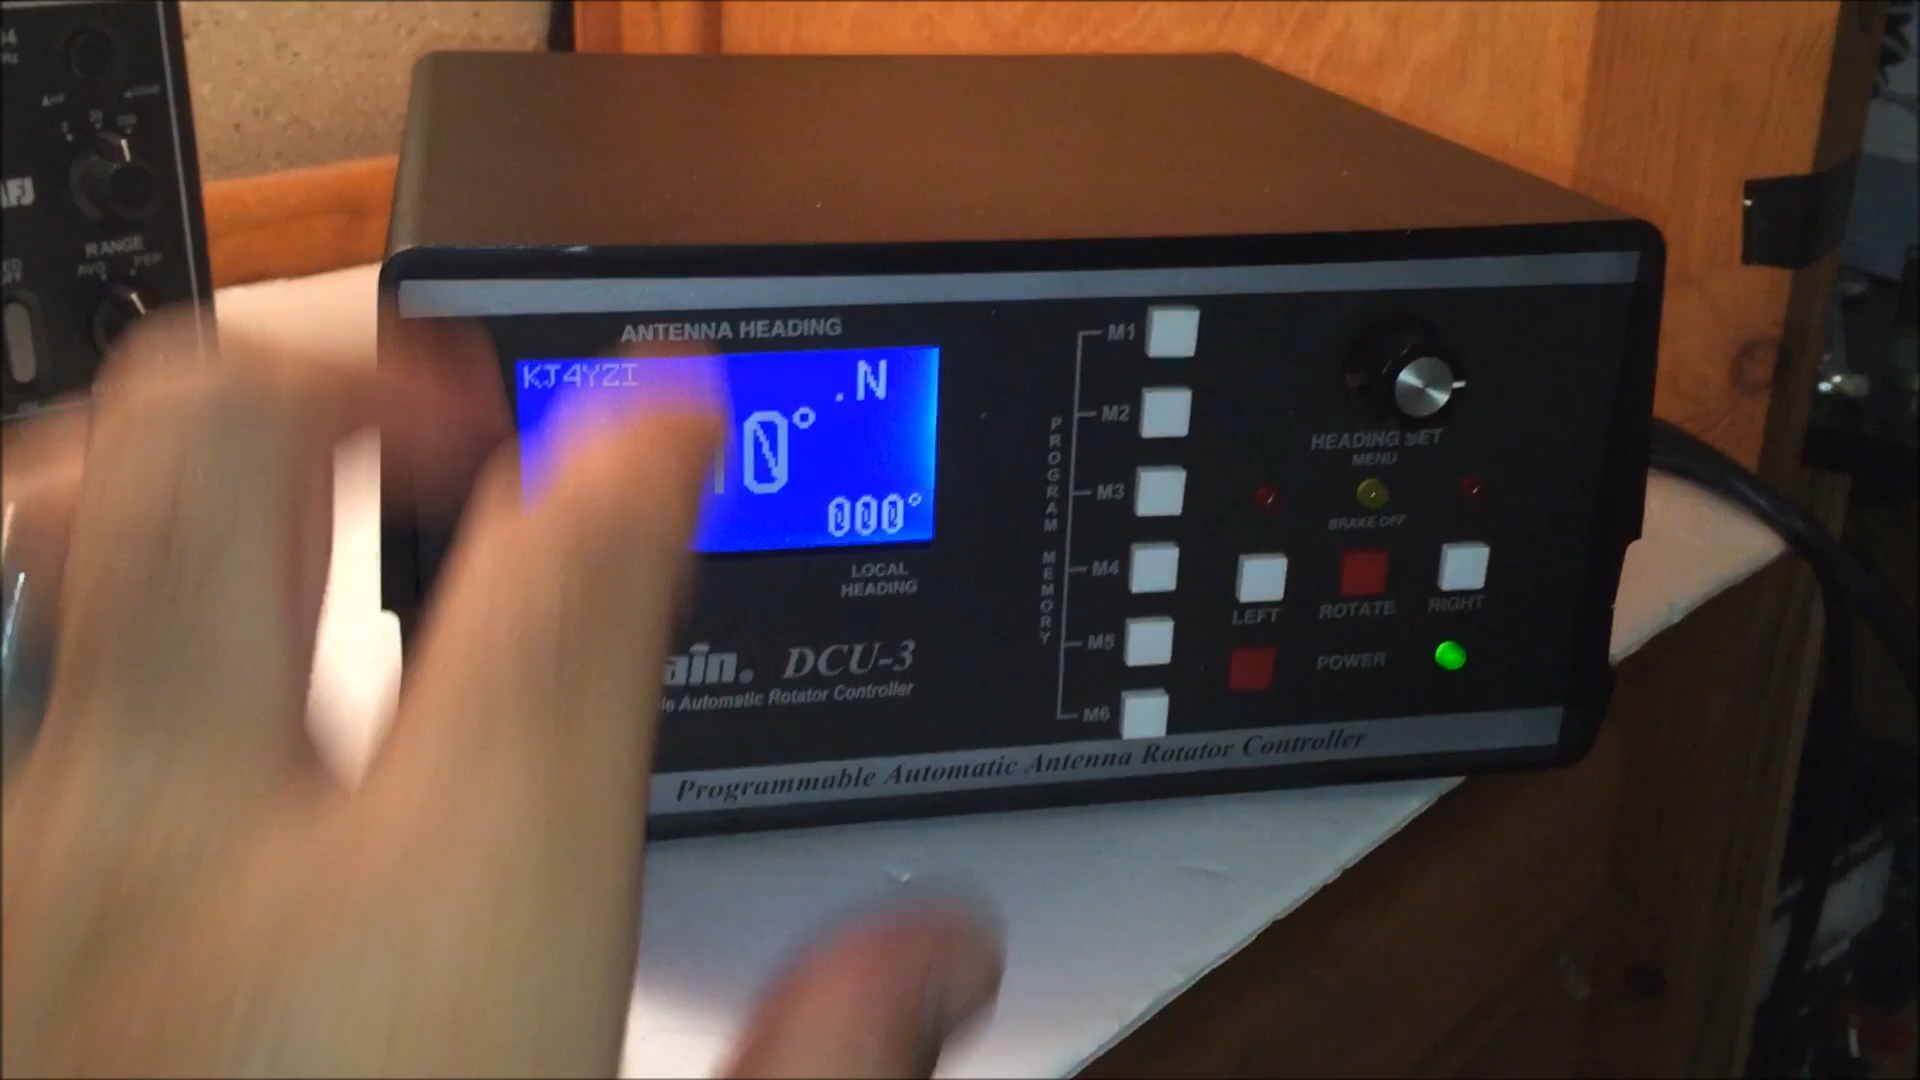 RANGE
AVG PEP
ANTENNA HEADING
KJ4YZI
.N
0°
000°
LOCAL
HEADING
ain. DCU-3
Automatic Rotator Controller
Programmable Automatic Antenna Rotator Controller
PROGRAM MEMORY
M1
M2
M3
M4
M5
M6
HEADING SET
MENU
BRAKE OFF
LEFT
ROTATE
RIGHT
POWER